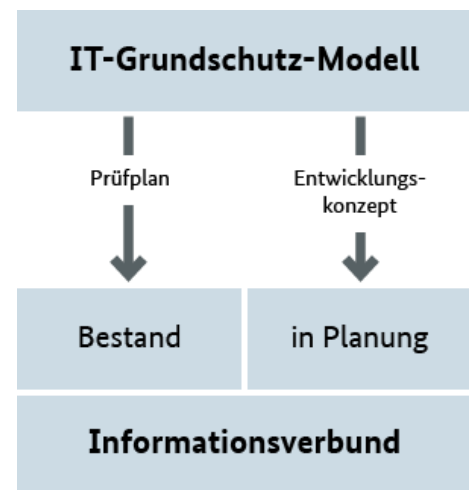 IT-Grundschutz-Modell
Prüfplan
Entwicklungs-
konzept
Bestand
in Planung
Informationsverbund